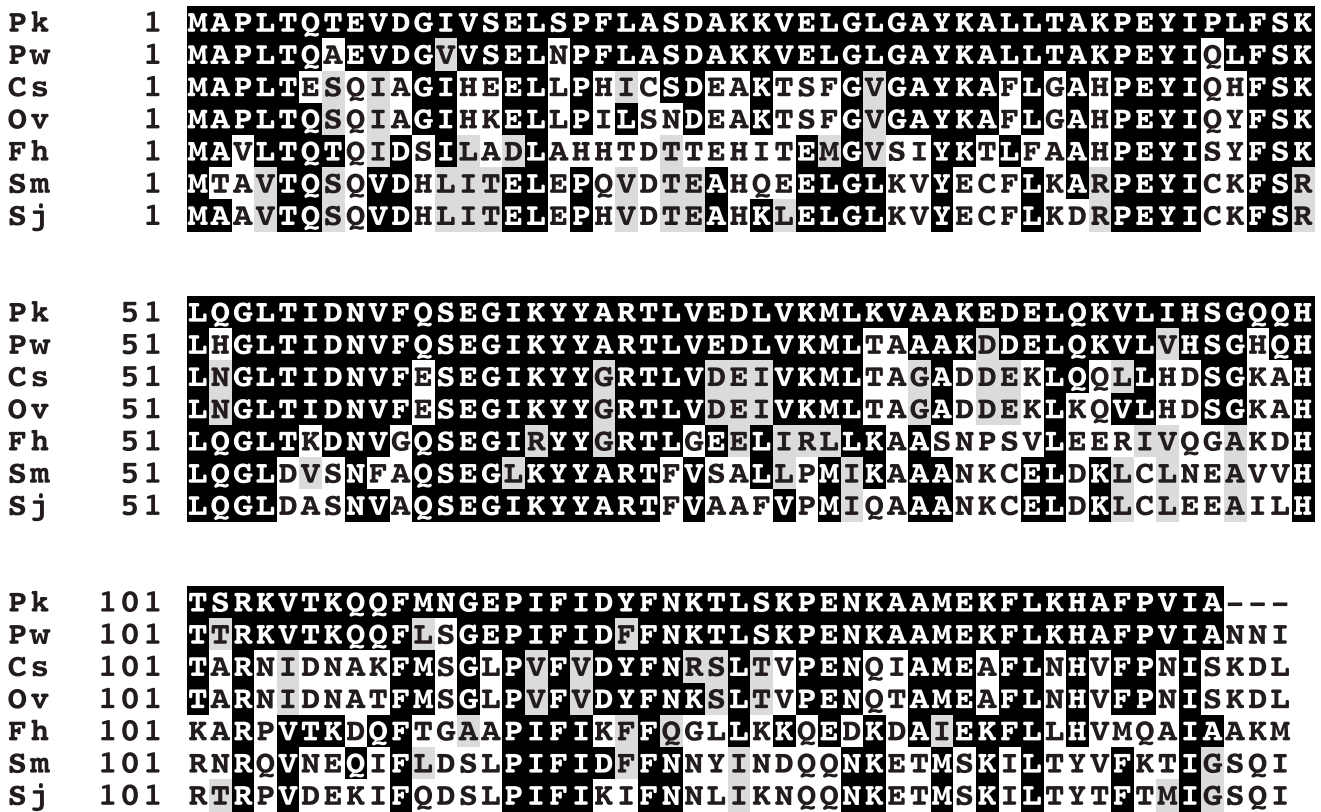 Pk 1 MAPLTQTEVDGIVSELSPFLASDAKKVELGLGAYKALLTAKPEYIPLFSK
Pw 1 MAPLTQAEVDGVVSELNPFLASDAKKVELGLGAYKALLTAKPEYIQLFSK
Cs 1 MAPLTESQIAGIHEELLPHICSDEAKTSFGVGAYKAFLGAHPEYIQHFSK
Ov 1 MAPLTQSQIAGIHKELLPILSNDEAKTSFGVGAYKAFLGAHPEYIQYFSK
Fh 1 MAVLTQTQIDSILADLAHHTDTTEHITEMGVSIYKTLFAAHPEYISYFSK
Sm 1 MTAVTQSQVDHLITELEPQVDTEAHQEELGLKVYECFLKARPEYICKFSR
Sj 1 MAAVTQSQVDHLITELEPHVDTEAHKLELGLKVYECFLKDRPEYICKFSR
Pk 51 LQGLTIDNVFQSEGIKYYARTLVEDLVKMLKVAAKEDELQKVLIHSGQQH
Pw 51 LHGLTIDNVFQSEGIKYYARTLVEDLVKMLTAAAKDDELQKVLVHSGHQH
Cs 51 LNGLTIDNVFESEGIKYYGRTLVDEIVKMLTAGADDEKLQQLLHDSGKAH
Ov 51 LNGLTIDNVFESEGIKYYGRTLVDEIVKMLTAGADDEKLKQVLHDSGKAH
Fh 51 LQGLTKDNVGQSEGIRYYGRTLGEELIRLLKAASNPSVLEERIVQGAKDH
Sm 51 LQGLDVSNFAQSEGLKYYARTFVSALLPMIKAAANKCELDKLCLNEAVVH
Sj 51 LQGLDASNVAQSEGIKYYARTFVAAFVPMIQAAANKCELDKLCLEEAILH
Pk 101 TSRKVTKQQFMNGEPIFIDYFNKTLSKPENKAAMEKFLKHAFPVIA---
Pw 101 TTRKVTKQQFLSGEPIFIDFFNKTLSKPENKAAMEKFLKHAFPVIANNI
Cs 101 TARNIDNAKFMSGLPVFVDYFNRSLTVPENQIAMEAFLNHVFPNISKDL
Ov 101 TARNIDNATFMSGLPVFVDYFNKSLTVPENQTAMEAFLNHVFPNISKDL
Fh 101 KARPVTKDQFTGAAPIFIKFFQGLLKKQEDKDAIEKFLLHVMQAIAAKM
Sm 101 RNRQVNEQIFLDSLPIFIDFFNNYINDQQNKETMSKILTYVFKTIGSQI
Sj 101 RTRPVDEKIFQDSLPIFIKIFNNLIKNQQNKETMSKILTYTFTMIGSQI